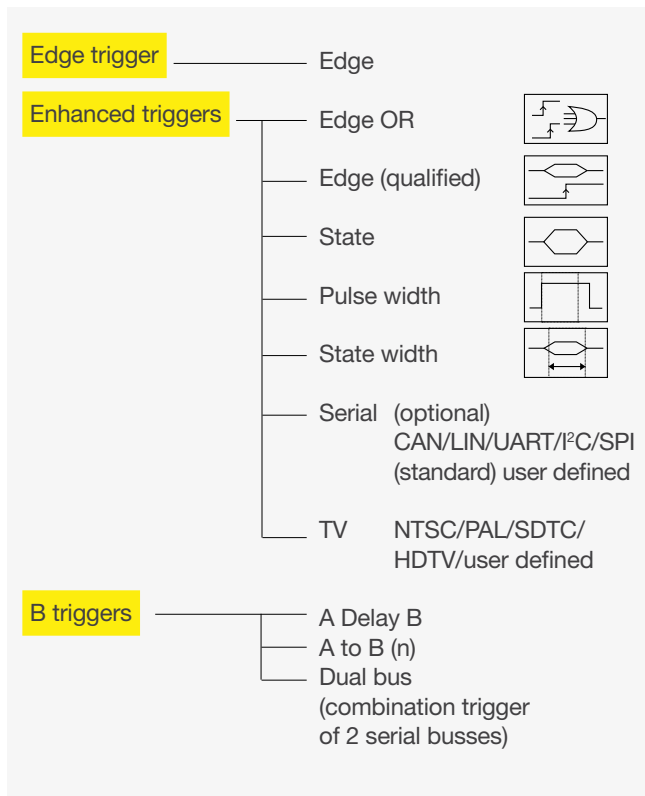 Edge trigger
Edge
Enhanced triggers
Edge OR
Edge (qualified)
State
Pulse width
State width
Serial (optional)
CAN/LIN/UART/I²C/SPI
(standard) user defined
TV NTSC/PAL/SDTC/
HDTV/user defined
B triggers
A Delay B
A to B (n)
Dual bus
(combination trigger
of 2 serial busses)